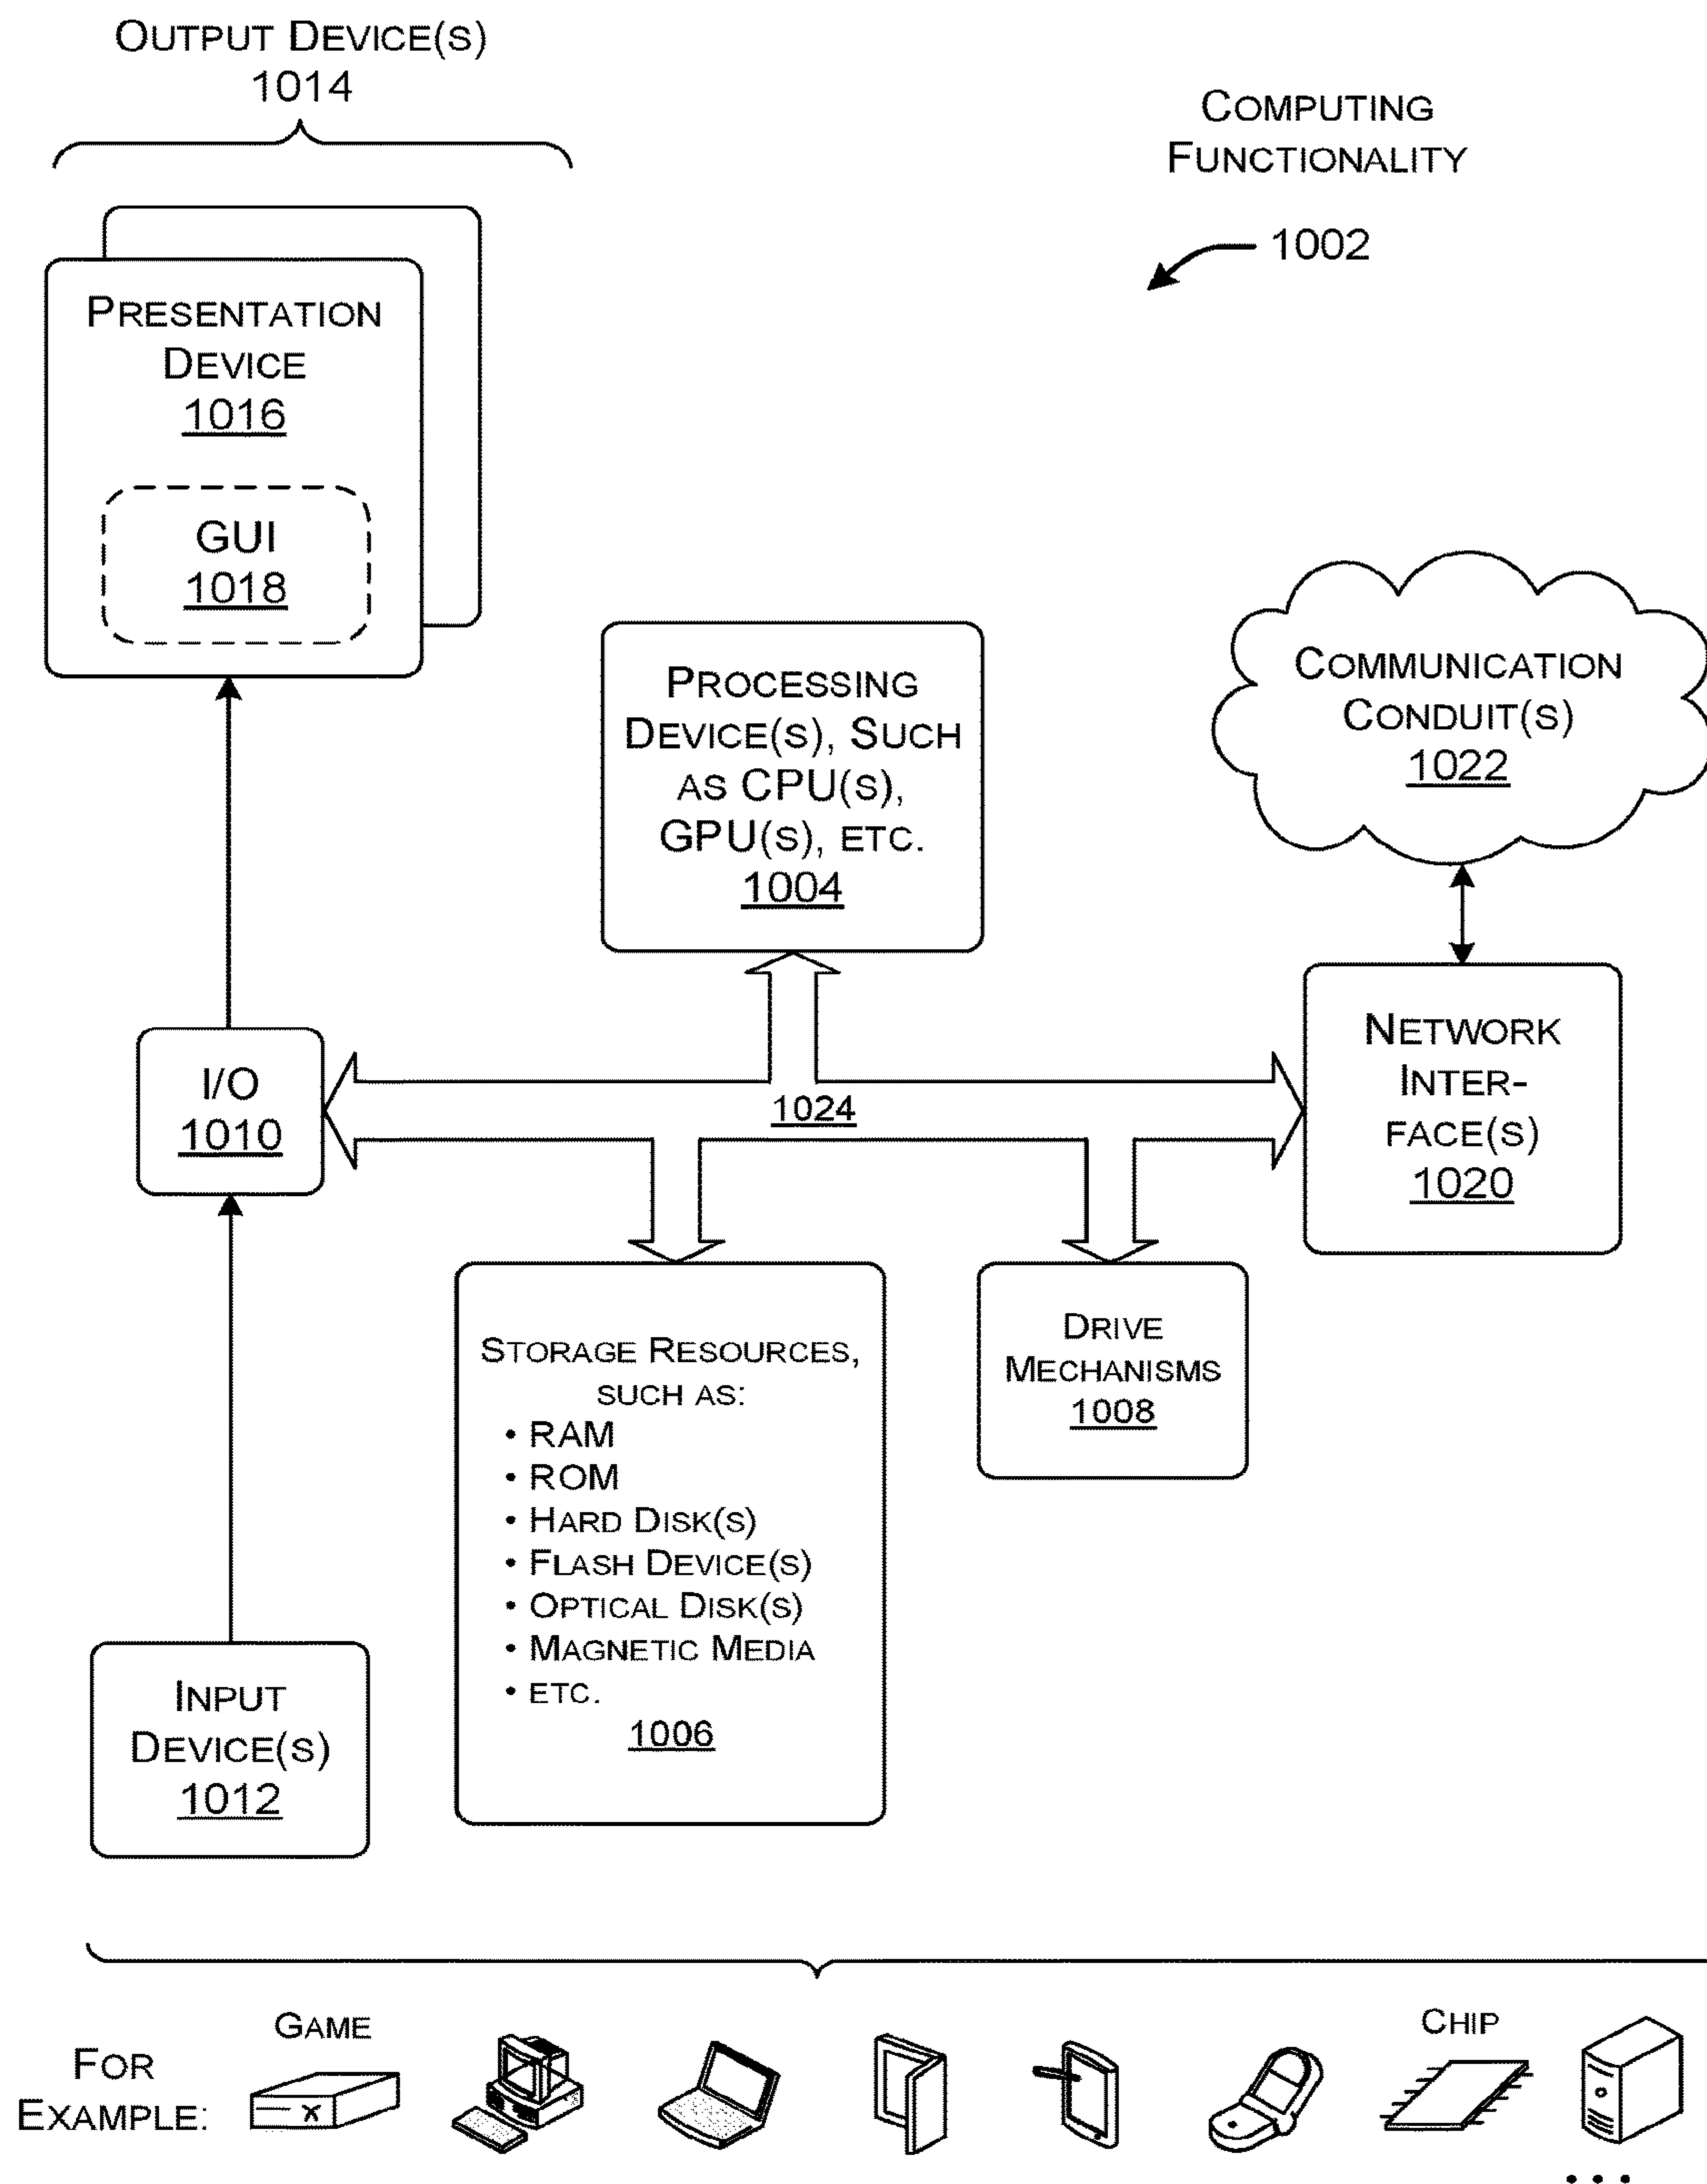 OUTPUT DEVICE(S)
1014
COMPUTING
FUNCTIONALITY
1002
PRESENTATION
DEVICE
1016
GUI
1018
PROCESSING
DEVICE(S), SUCH
AS CPU(S),
GPU(S), ETC.
1004
COMMUNICATION
CONDUIT(S)
1022
I/O
1010
1024
NETWORK
INTER-
FACE(S)
1020
STORAGE RESOURCES,
SUCH AS:
• RAM
• ROM
• HARD DISK(S)
• FLASH DEVICE(S)
• OPTICAL DISK(S)
• MAGNETIC MEDIA
• ETC.
1006
DRIVE
MECHANISMS
1008
INPUT
DEVICE(S)
1012
FOR
EXAMPLE:
GAME
CHIP
...